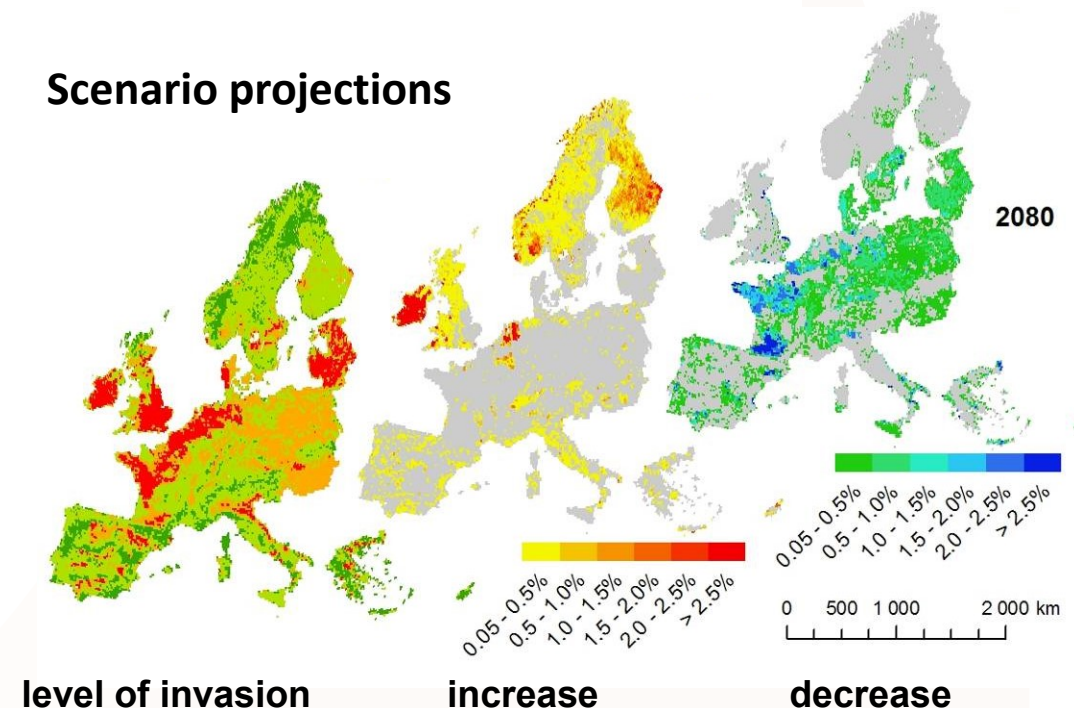 Scenario projections
2080
0.05 - 0.5%
0.5 - 1.0%
1.0 - 1.5%
1.5 - 2.0%
2.0 - 2.5%
> 2.5%
0.05 - 0.5%
0.5 - 1.0%
1.0 - 1.5%
1.5 - 2.0%
2.0 - 2.5%
> 2.5%
0 500 1 000 2 000 km
level of invasion increase decrease